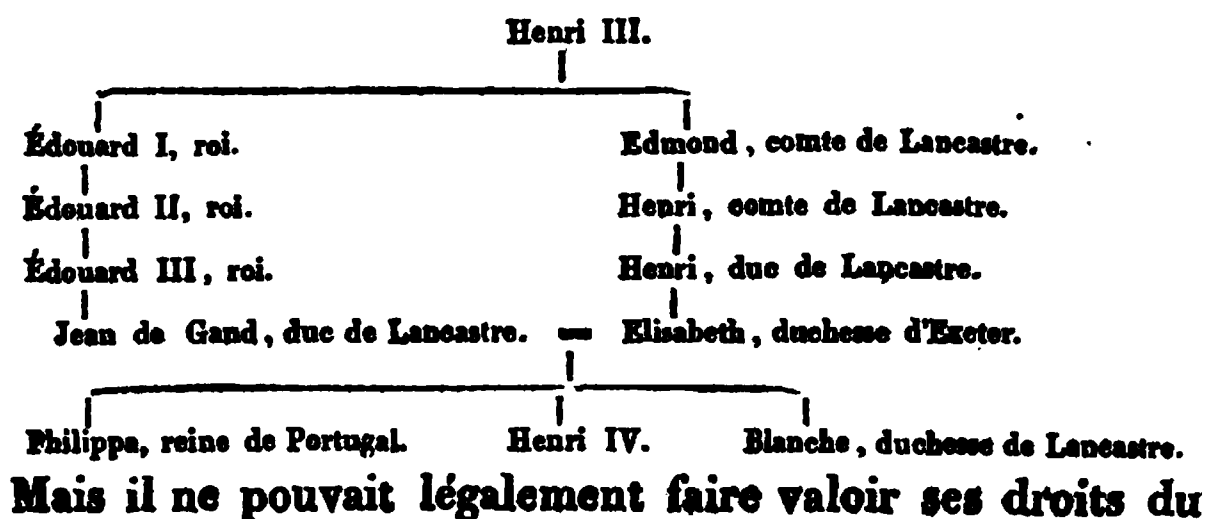 Henri III.
Édouard I, roi. Edmond, comte de Lancastre.
Édouard II, roi. Henri, comte de Lancastre.
Édouard III, roi. Henri, duc de Lancastre.
Jean de Gand, duc de Lancastre. — Elisabeth, duchesse d'Exeter.
Philippa, reine de Portugal. Henri IV. Blanche, duchesse de Lancastre.
Mais il ne pouvait légalement faire valoir ses droits du